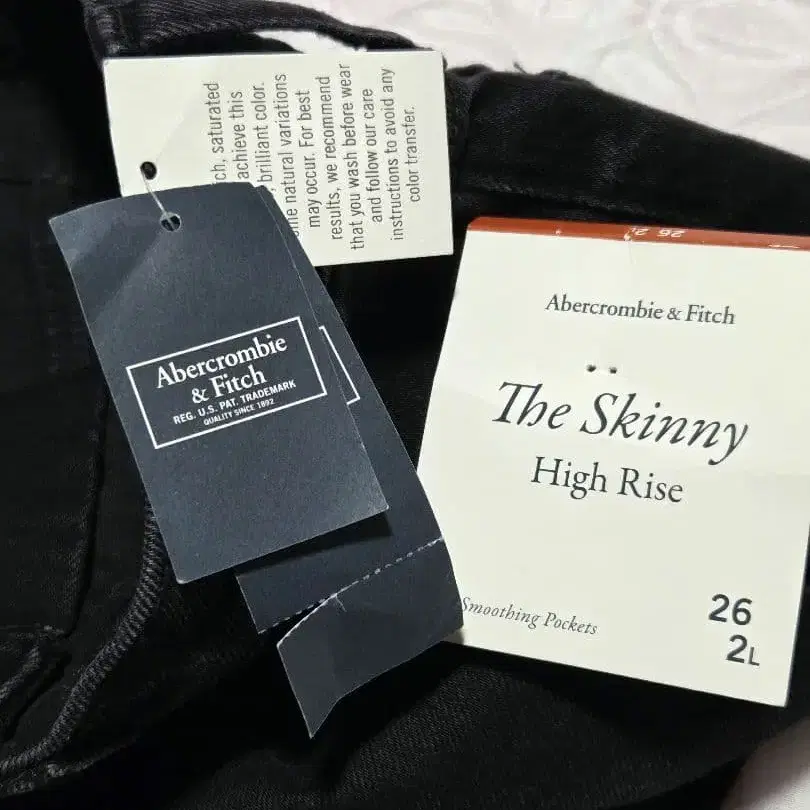 saturated
achieve this
brilliant color.
natural variations
may occur. For best
results, we recommend
that you wash before wear
and follow our care
instructions to avoid any
color transfer.
Abercrombie
& Fitch
REG. U.S. PAT. TRADEMARK
QUALITY SINCE 1892
26 2L
Abercrombie & Fitch
The Skinny
High Rise
Smoothing Pockets
26
2L